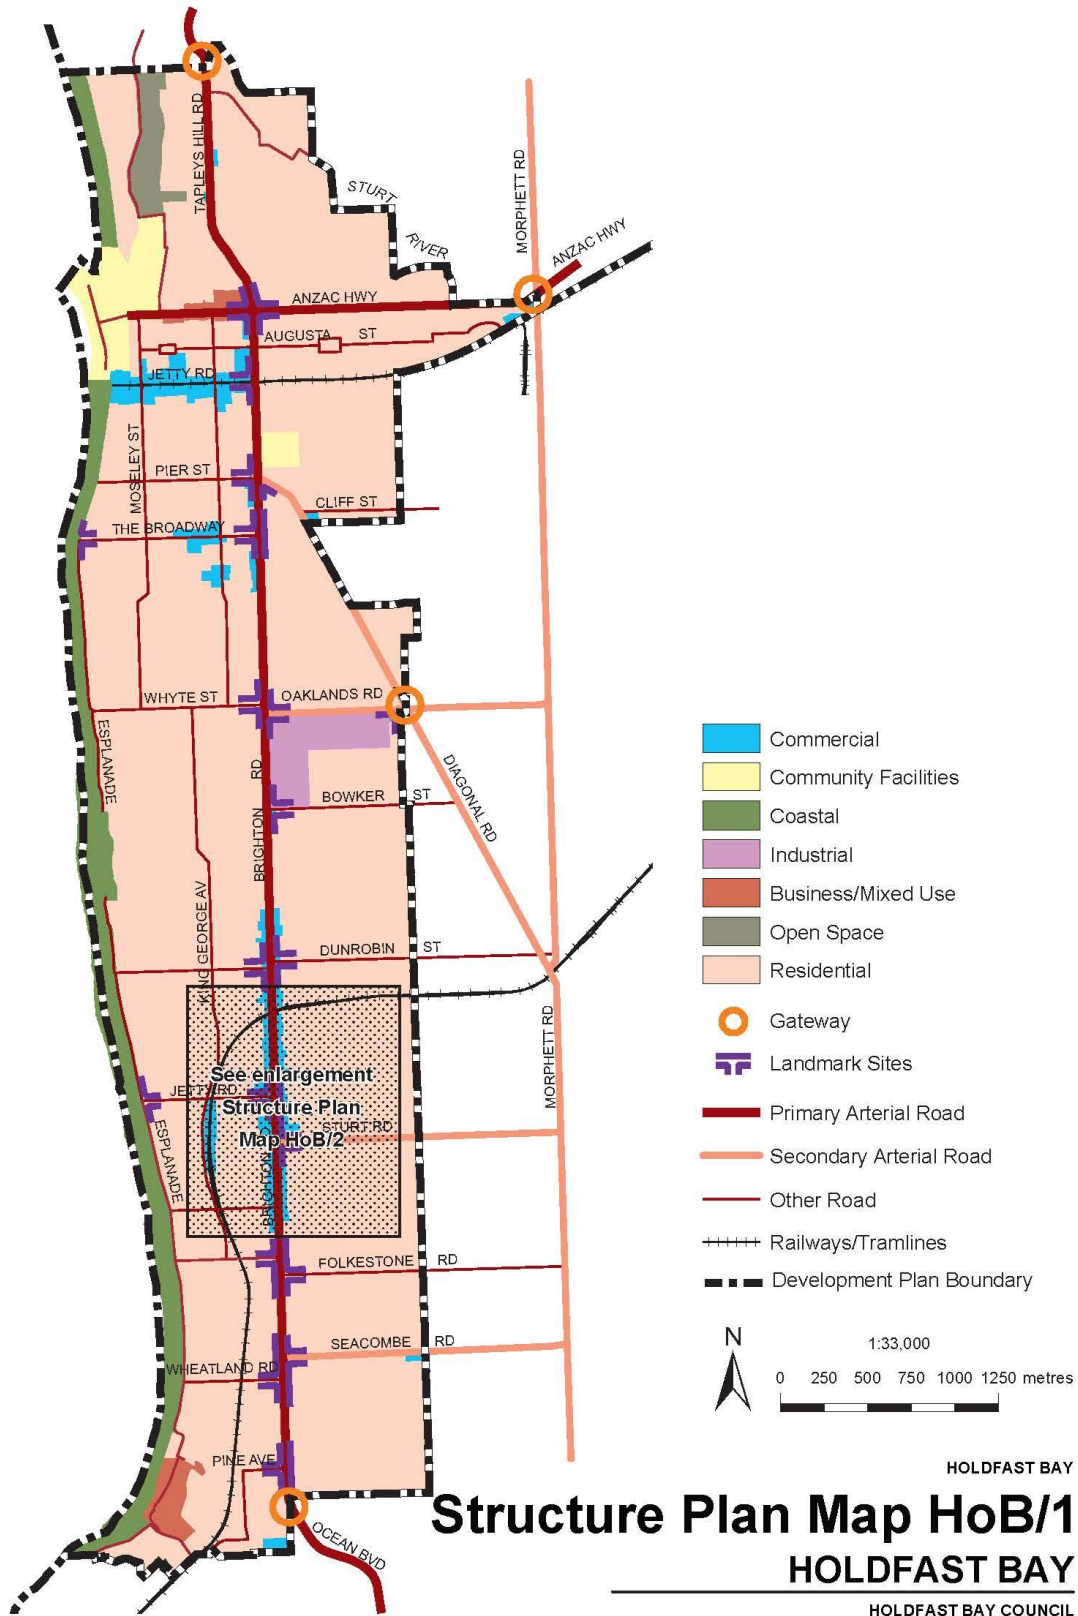 TAPLEYS HILL RD
STURT
RIVER
MORPHETT RD
ANZAC HWY
ANZAC HWY
AUGUSTA ST
JETTY RD
MOSELEY ST
PIER ST
CLIFF ST
THE BROADWAY
WHYTE ST
OAKLANDS RD
ESPLANADE
DIAGONAL RD
BRIGHTON RD
BOWKER ST
KING GEORGE AV
DUNROBIN ST
MORPHETT RD
See enlargement
Structure Plan
Map HoB/2
JETTY RD
STURT RD
ESPLANADE
BRIGHTON RD
FOLKESTONE RD
SEACOMBE RD
WHEATLAND RD
PINE AVE
OCEAN BVD
Commercial
Community Facilities
Coastal
Industrial
Business/Mixed Use
Open Space
Residential
Gateway
Landmark Sites
Primary Arterial Road
Secondary Arterial Road
Other Road
Railways/Tramlines
Development Plan Boundary
N
1:33,000
0 250 500 750 1000 1250 metres
HOLDFAST BAY
Structure Plan Map HoB/1
HOLDFAST BAY
HOLDFAST BAY COUNCIL